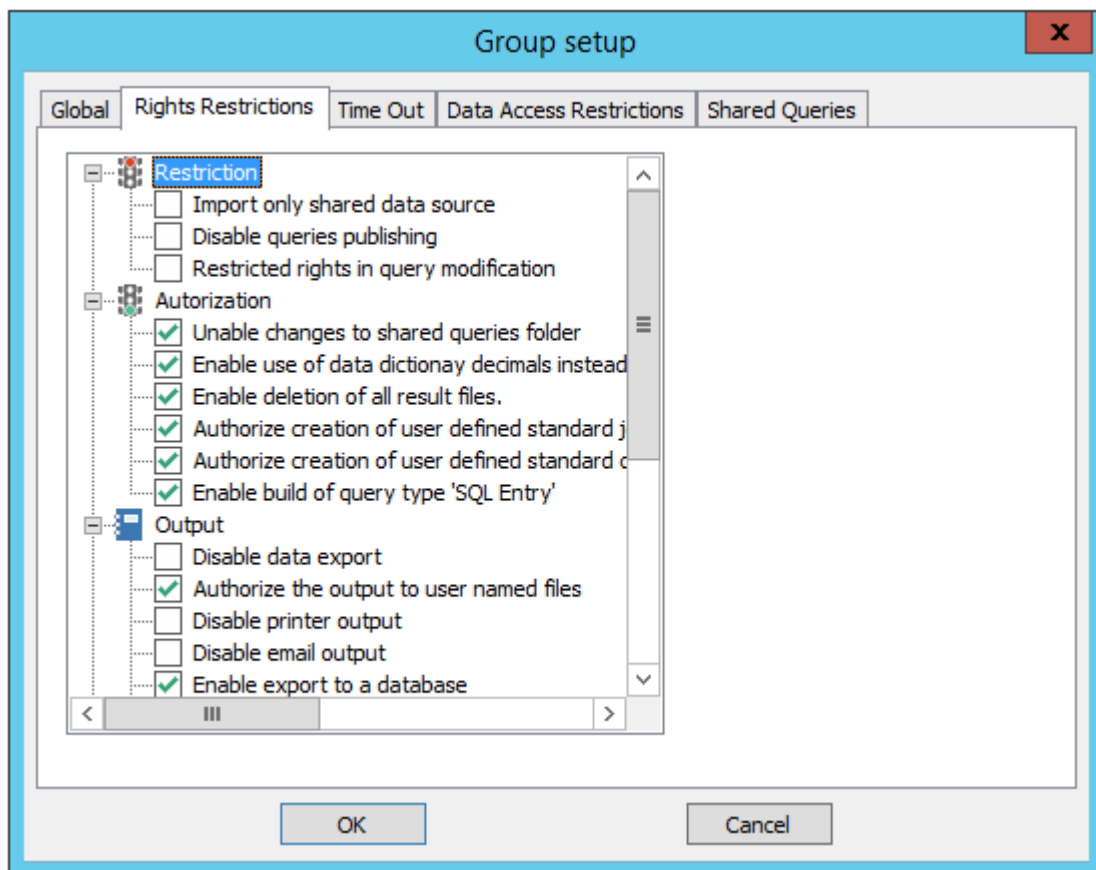 Group setup
x
Global Rights Restrictions Time Out Data Access Restrictions Shared Queries
Restriction
Import only shared data source
Disable queries publishing
Restricted rights in query modification
Autorization
Unable changes to shared queries folder
Enable use of data dictionay decimals instead
Enable deletion of all result files.
Authorize creation of user defined standard j
Authorize creation of user defined standard
Enable build of query type 'SQL Entry'
Output
Disable data export
Authorize the output to user named files
Disable printer output
Disable email output
Enable export to a database
OK Cancel